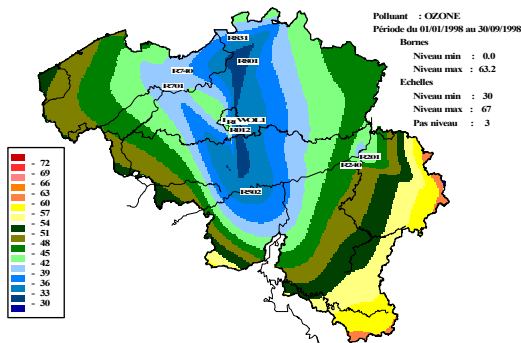 Polluant : OZONE
Période du 01/01/1998 au 30/09/1998
Bornes
Niveau min : 0.0
Niveau max : 63.2
Echelles
Niveau min : 30
Niveau max : 67
Pas niveau : 3
R831
R801
R740
R701
WOL1
R012
R201
R240
R502
- 72
- 69
- 66
- 63
- 60
- 57
- 54
- 51
- 48
- 45
- 42
- 39
- 36
- 33
- 30